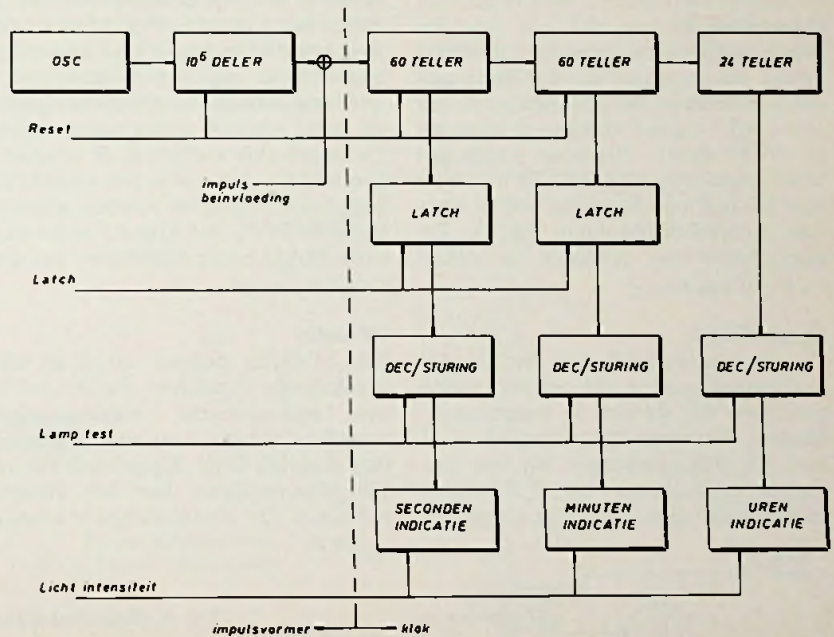 OSC
10⁶ DELER
60 TELLER
60 TELLER
24 TELLER
Reset
impuls
beinvloeding
LATCH
LATCH
Latch
DEC/STURING
DEC/STURING
DEC/STURING
Lamp test
SECONDEN
INDICATIE
MINUTEN
INDICATIE
UREN
INDICATIE
Licht intensiteit
impulsvormer
klok